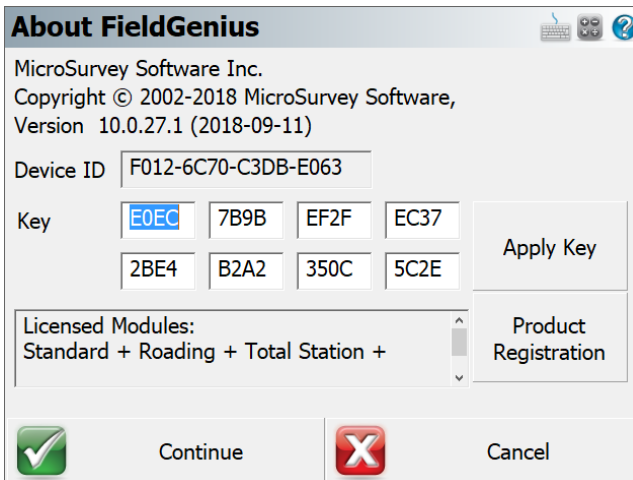 About FieldGenius
MicroSurvey Software Inc.
Copyright © 2002-2018 MicroSurvey Software,
Version 10.0.27.1 (2018-09-11)
Device ID F012-6C70-C3DB-E063
Key E0EC 7B9B EF2F EC37
2BE4 B2A2 350C 5C2E
Apply Key
Licensed Modules:
Standard + Roading + Total Station +
Product
Registration
Continue Cancel